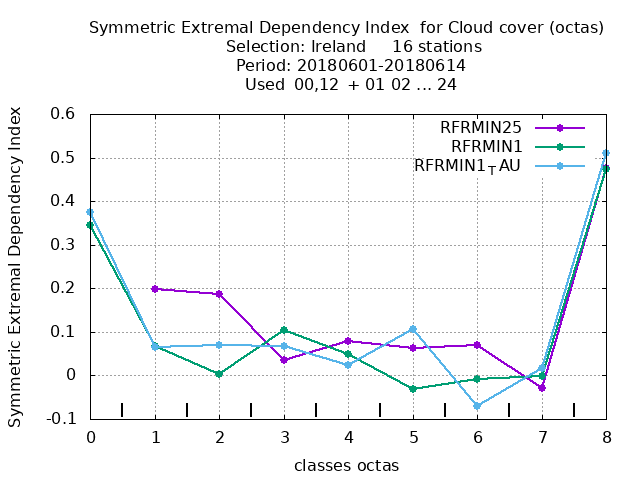 Symmetric Extremal Dependency Index for Cloud cover (octas)
Selection: Ireland 16 stations
Period: 20180601-20180614
Used 00,12 + 01 02 ... 24
Symmetric Extremal Dependency Index
0.6
0.5
0.4
0.3
0.2
0.1
0
-0.1
RFRMIN25
RFRMIN1
RFRMIN1TAU
0 1 2 3 4 5 6 7 8
classes octas